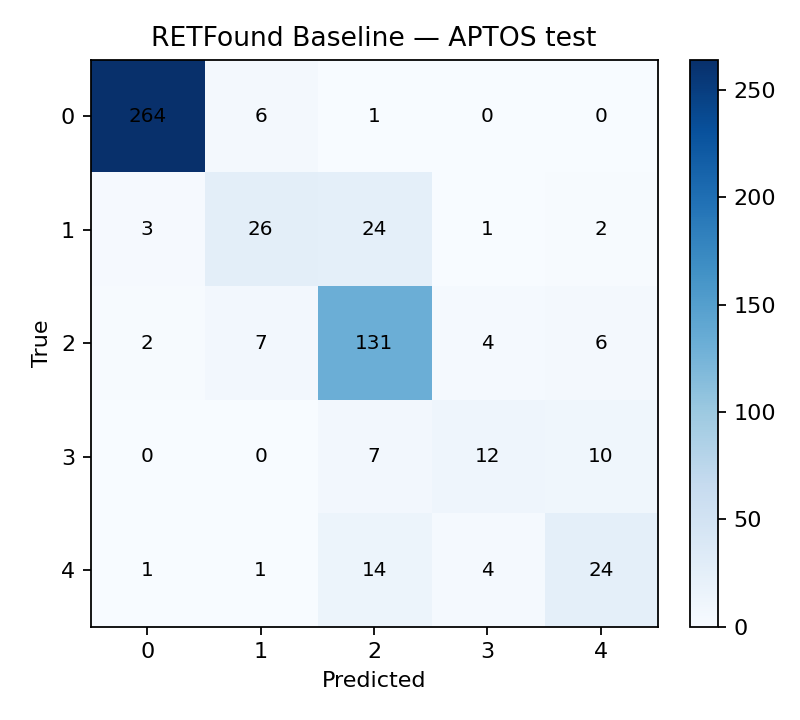 RETFound Baseline — APTOS test
0 264 6 1 0 0
1 3 26 24 1 2
2 2 7 131 4 6
3 0 0 7 12 10
4 1 1 14 4 24
0 1 2 3 4
Predicted
True
250
200
150
100
50
0